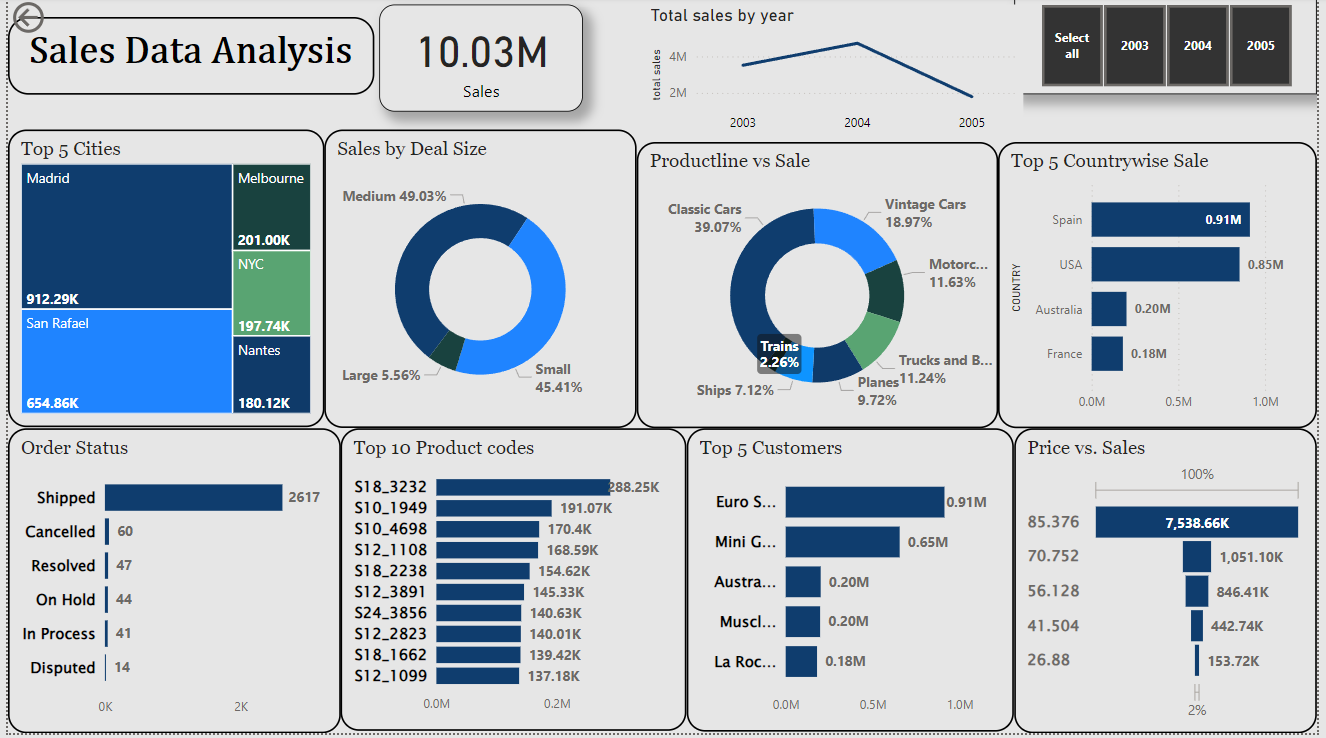 Sales Data Analysis
10.03M
Sales
Total sales by year
total sales
4M
2M
2003
2004
2005
Select
all
2003
2004
2005
Top 5 Cities
Madrid
912.29K
San Rafael
654.86K
Melbourne
201.00K
NYC
197.74K
Nantes
180.12K
Sales by Deal Size
Medium 49.03%
Large 5.56%
Small
45.41%
Productline vs Sale
Classic Cars
39.07%
Vintage Cars
18.97%
Motorc...
11.63%
Trucks and B...
11.24%
Planes
9.72%
Ships 7.12%
Trains
2.26%
Top 5 Countrywise Sale
COUNTRY
Spain 0.91M
USA 0.85M
Australia 0.20M
France 0.18M
0.0M 0.5M 1.0M
Order Status
Shipped 2617
Cancelled 60
Resolved 47
On Hold 44
In Process 41
Disputed 14
0K 2K
Top 10 Product codes
S18_3232 288.25K
S10_1949 191.07K
S10_4698 170.4K
S12_1108 168.59K
S18_2238 154.62K
S12_3891 145.33K
S24_3856 140.63K
S12_2823 140.01K
S18_1662 139.42K
S12_1099 137.18K
0.0M 0.2M
Top 5 Customers
Euro S... 0.91M
Mini G... 0.65M
Austra... 0.20M
Muscl... 0.20M
La Roc... 0.18M
0.0M 0.5M 1.0M
Price vs. Sales
100%
85.376 7,538.66K
70.752 1,051.10K
56.128 846.41K
41.504 442.74K
26.88 153.72K
2%